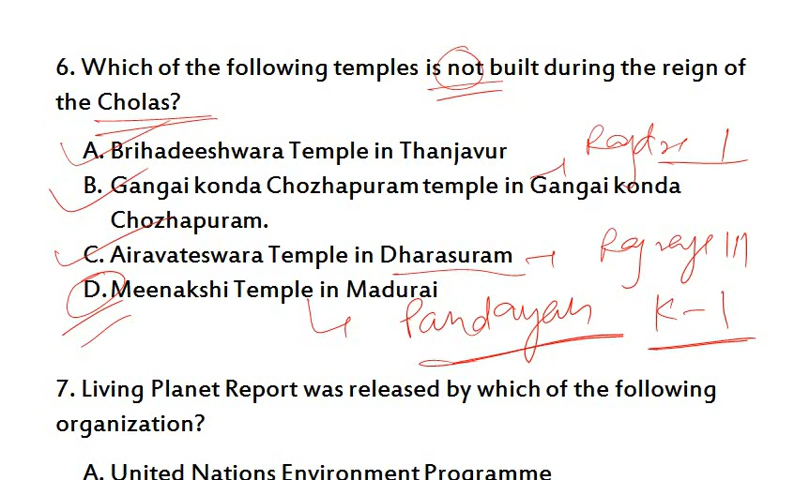 6. Which of the following temples is not built during the reign of
the Cholas?
A. Brihadeeshwara Temple in Thanjavur
B. Gangai konda Chozhapuram temple in Gangai konda
Chozhapuram.
C. Airavateswara Temple in Dharasuram
D. Meenakshi Temple in Madurai
Pandayan K-1
7. Living Planet Report was released by which of the following
organization?
A. United Nations Environment Programme